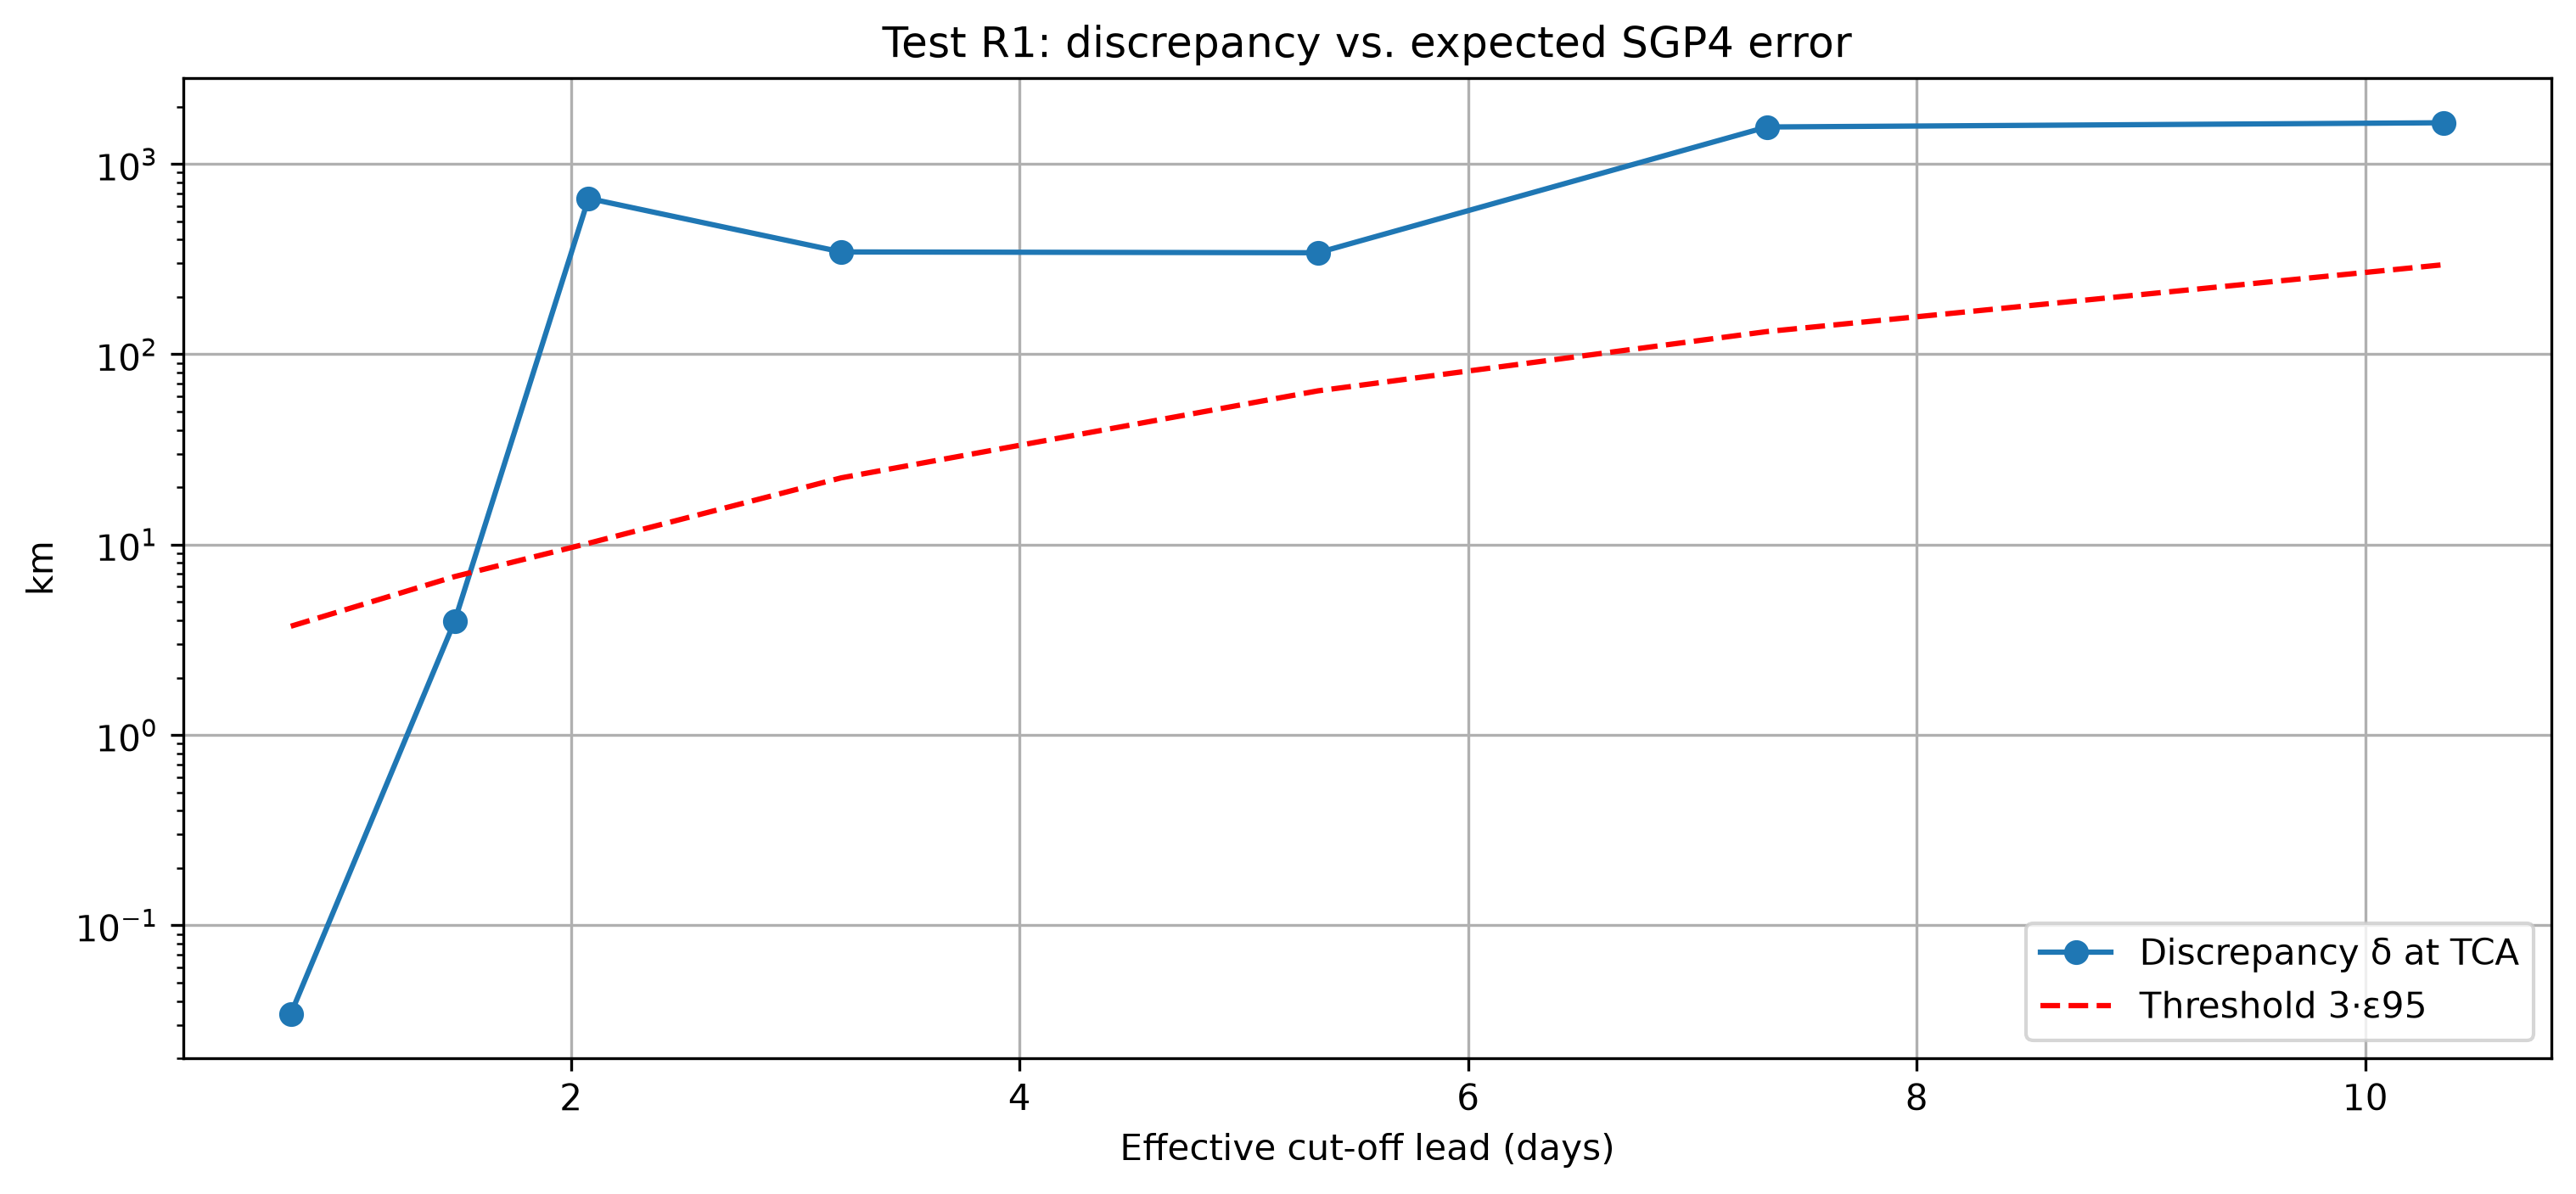 Test R1: discrepancy vs. expected SGP4 error
km
10³
10²
10¹
10⁰
10⁻¹
2 4 6 8 10
Effective cut-off lead (days)
Discrepancy δ at TCA
Threshold 3·ε95